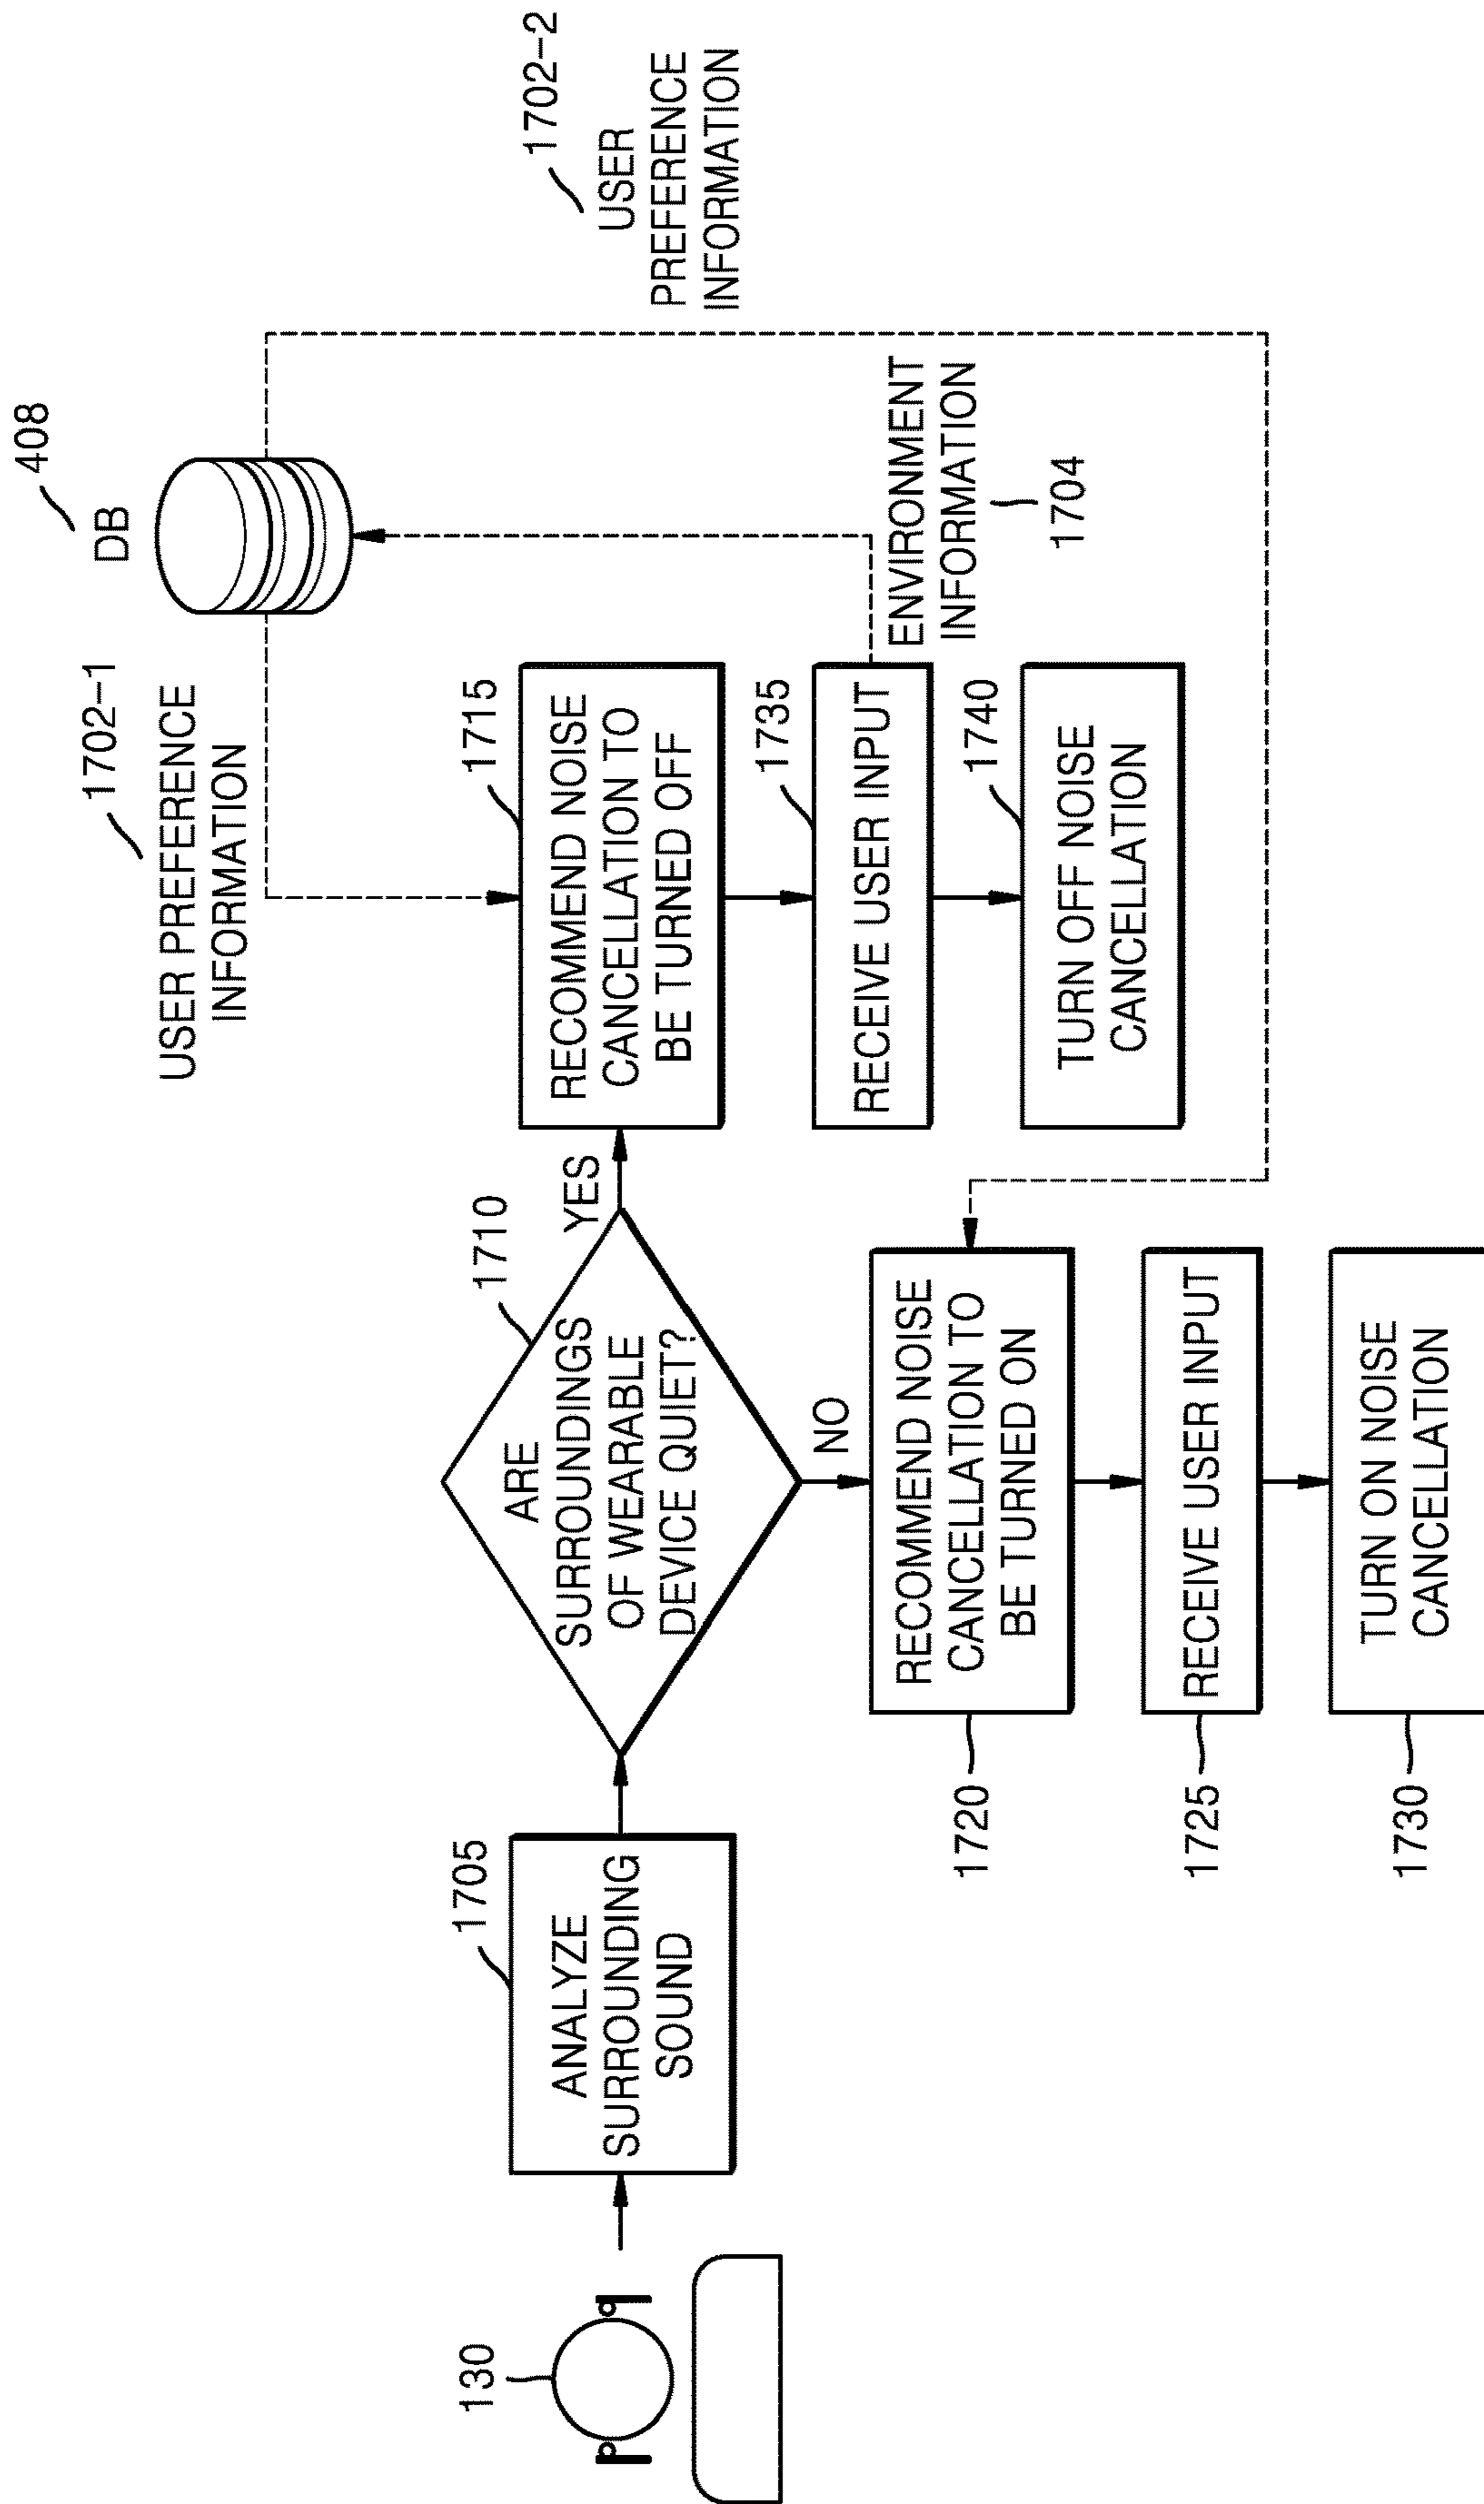 408
DB
1702-1
USER PREFERENCE
INFORMATION
1702-2
USER
PREFERENCE
INFORMATION
130
1705
ANALYZE
SURROUNDING
SOUND
1710
ARE
SURROUNDINGS
OF WEARABLE
DEVICE QUIET?
YES
NO
1715
RECOMMEND NOISE
CANCELLATION TO
BE TURNED OFF
1735
RECEIVE USER INPUT
ENVIRONMENT
INFORMATION
1704
1740
TURN OFF NOISE
CANCELLATION
1720
RECOMMEND NOISE
CANCELLATION TO
BE TURNED ON
1725
RECEIVE USER INPUT
1730
TURN ON NOISE
CANCELLATION